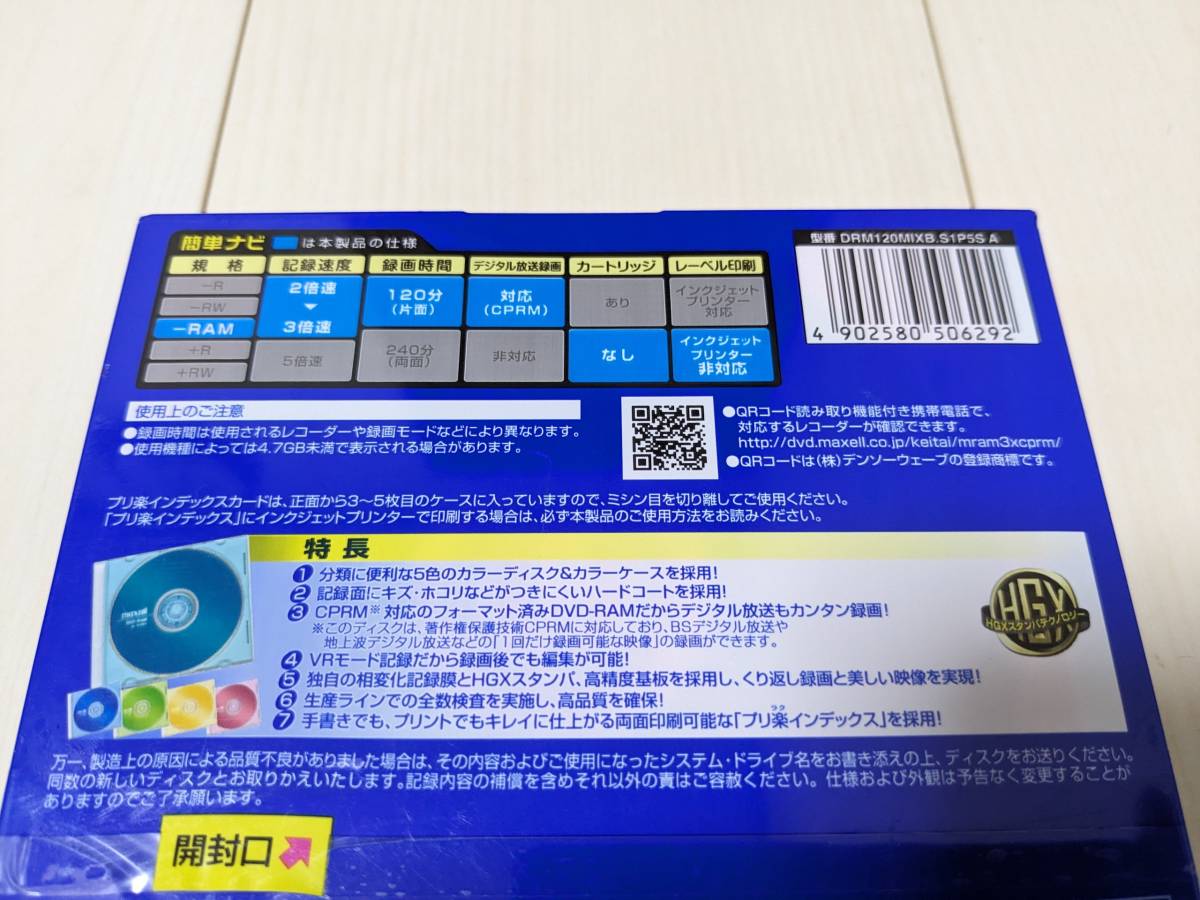 簡単ナビ は本製品の仕様
規格 記録速度 録画時間 デジタル放送録画 カートリッジ レーベル印刷
−R
−RW
−RAM
+R
+RW
2倍速
▼
3倍速
5倍速
120分
(片面)
240分
(両面)
対応
(CPRM)
非対応
あり
なし
インクジェット
プリンター
対応
インクジェット
プリンター
非対応
型番 DRM120MIXB.S1P5S A
4 902580 506292
使用上のご注意
●録画時間は使用されるレコーダーや録画モードなどにより異なります。
●使用機種によっては4.7GB未満で表示される場合があります。
●QRコード読み取り機能付き携帯電話で、
対応するレコーダーが確認できます。
http://dvd.maxell.co.jp/keitai/mram3xcprm/
●QRコードは(株)デンソーウェーブの登録商標です。
プリ楽インデックスカードは、正面から3〜5枚目のケースに入っていますので、ミシン目を切り離してご使用ください。
「プリ楽インデックス」にインクジェットプリンターで印刷する場合は、必ず本製品のご使用方法をお読みください。
特長
❶分類に便利な5色のカラーディスク&カラーケースを採用!
❷記録面にキズ・ホコリなどがつきにくいハードコートを採用!
❸CPRM※対応のフォーマット済みDVD-RAMだからデジタル放送もカンタン録画!
※このディスクは、著作権保護技術CPRMに対応しており、BSデジタル放送や
地上波デジタル放送などの「1回だけ録画可能な映像」の録画ができます。
❹VRモード記録だから録画後でも編集が可能!
❺独自の相変化記録膜とHGXスタンパ、高精度基板を採用し、くり返し録画と美しい映像を実現!
❻生産ラインでの全数検査を実施し、高品質を確保!
❼手書きでも、プリントでもキレイに仕上がる両面印刷可能な「プリ楽インデックス」を採用!
ラク
maxell
HGX
HGXスタンパテクノロジー
万一、製造上の原因による品質不良がありました場合は、その内容およびご使用になったシステム・ドライブ名をお書き添えの上、ディスクをお送りください。
同数の新しいディスクとお取りかえいたします。記録内容の補償を含めそれ以外の責はご容赦ください。仕様および外観は予告なく変更することが
ありますのでご了承願います。
開封口